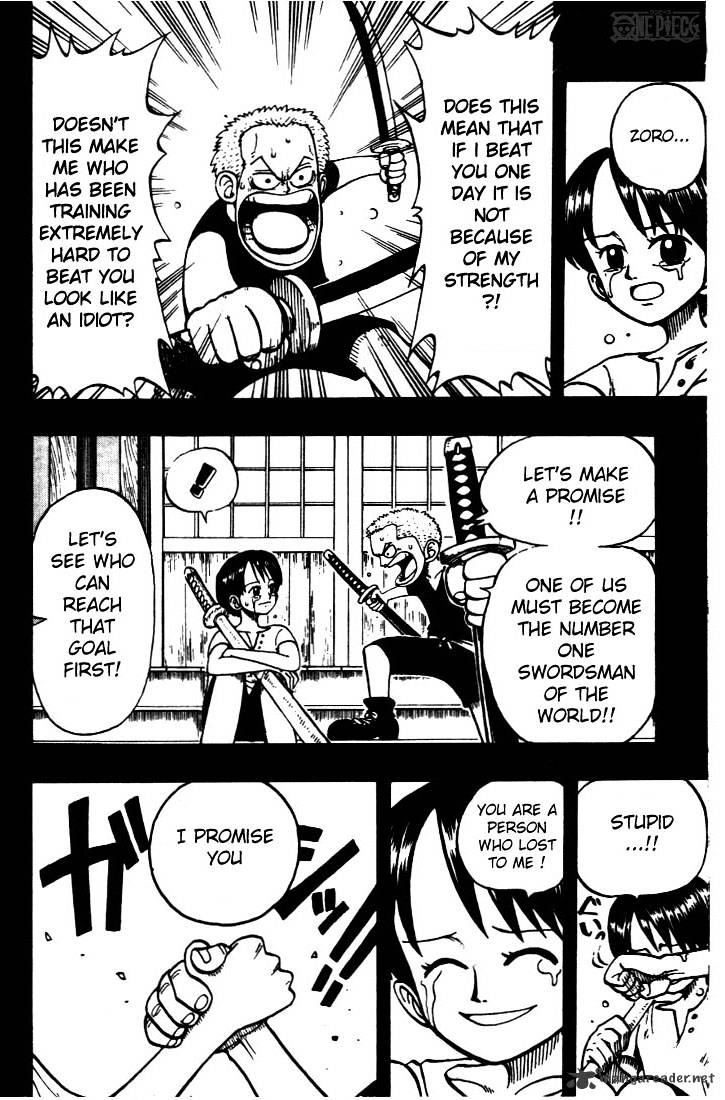 ONE PIECE
ZORO...
DOES THIS
MEAN THAT
IF I BEAT
YOU ONE
DAY IT IS
NOT
BECAUSE
OF MY
STRENGTH
?!
DOESN'T
THIS MAKE
ME WHO
HAS BEEN
TRAINING
EXTREMELY
HARD TO
BEAT YOU
LOOK LIKE
AN IDIOT?
LET'S MAKE
A PROMISE
!!
ONE OF US
MUST BECOME
THE NUMBER
ONE
SWORDSMAN
OF THE
WORLD!!
!
LET'S
SEE WHO
CAN
REACH
THAT
GOAL
FIRST!
STUPID
...!!
YOU ARE A
PERSON
WHO LOST
TO ME !
I PROMISE
YOU
ガッ!!
mangareader.net